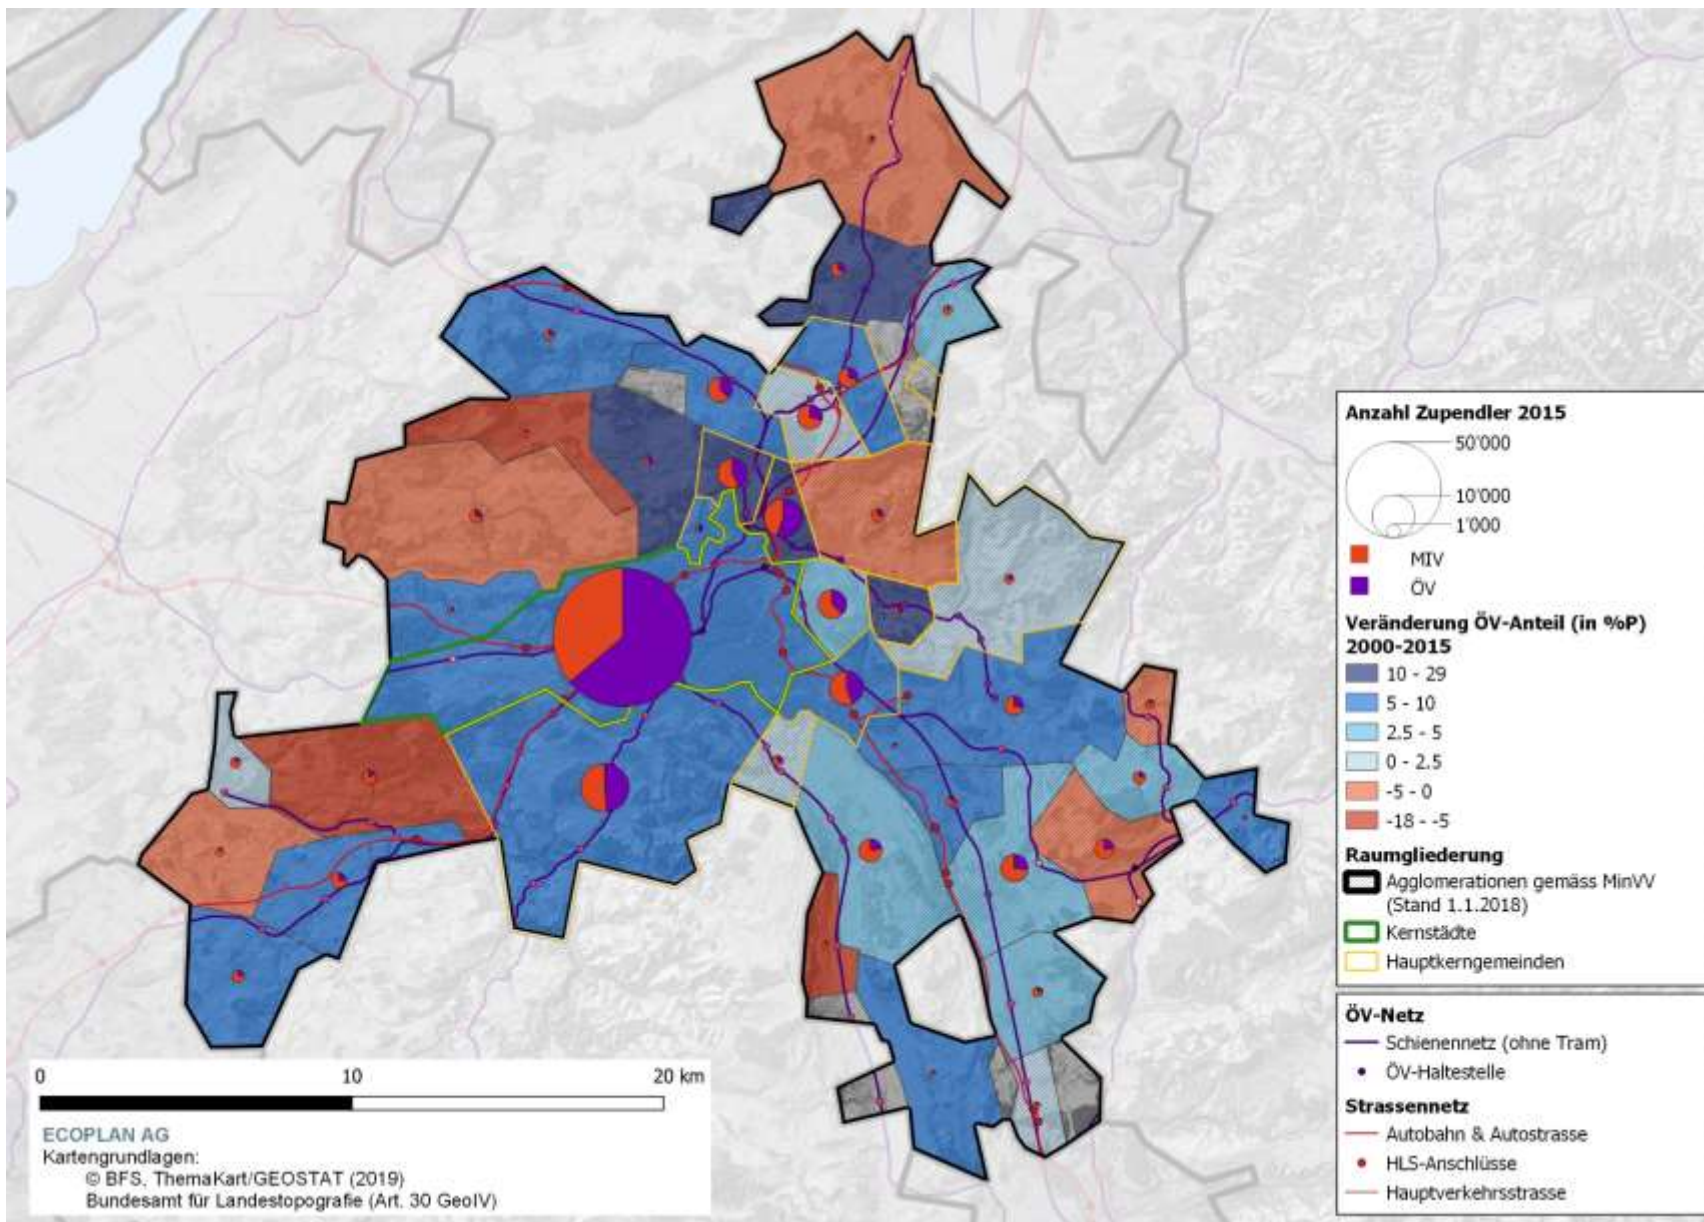 Anzahl Zupendler 2015
50'000
10'000
1'000
MIV
ÖV
Veränderung ÖV-Anteil (in %P)
2000-2015
10 - 29
5 - 10
2.5 - 5
0 - 2.5
-5 - 0
-18 - -5
Raumgliederung
Agglomerationen gemäss MinVV
(Stand 1.1.2018)
Kernstädte
Hauptkerngemeinden
ÖV-Netz
Schienennetz (ohne Tram)
ÖV-Haltestelle
Strassennetz
Autobahn & Autostrasse
HLS-Anschlüsse
Hauptverkehrsstrasse
0 10 20 km
ECOPLAN AG
Kartengrundlagen:
© BFS, ThemaKart/GEOSTAT (2019)
Bundesamt für Landestopografie (Art. 30 GeoIV)